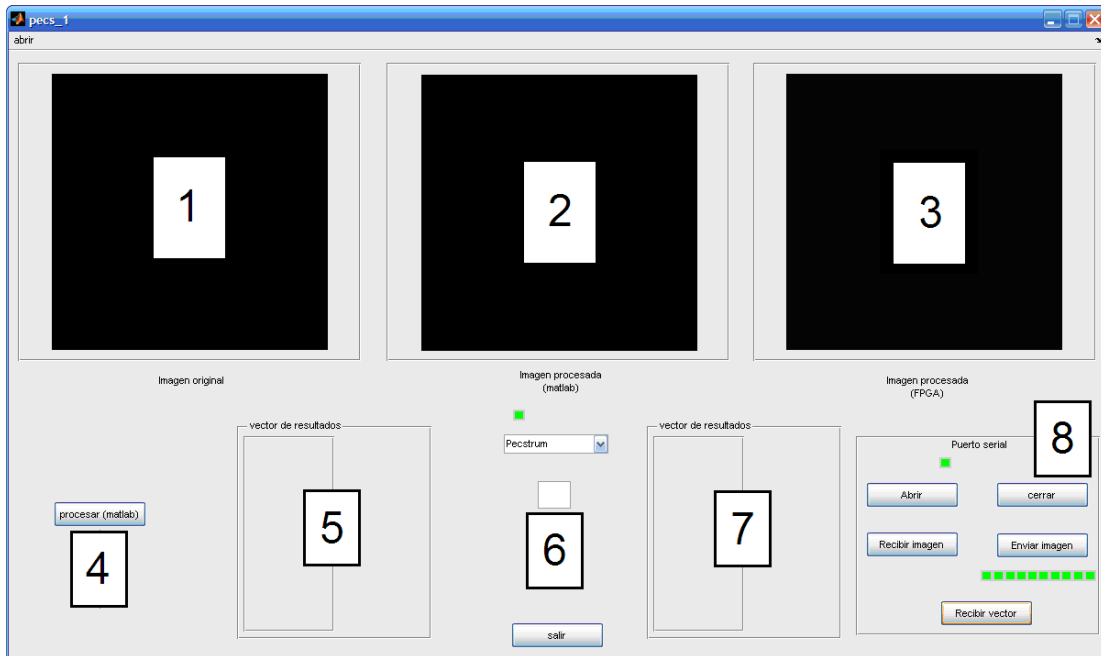 pecs_1
abrir
1
2
3
Imagen original
Imagen procesada
(matlab)
Imagen procesada
(FPGA)
vector de resultados
Pecstrum
vector de resultados
Puerto serial
8
Abrir
cerrar
procesar (matlab)
4
5
6
7
Recibir imagen
Enviar imagen
Recibir vector
salir